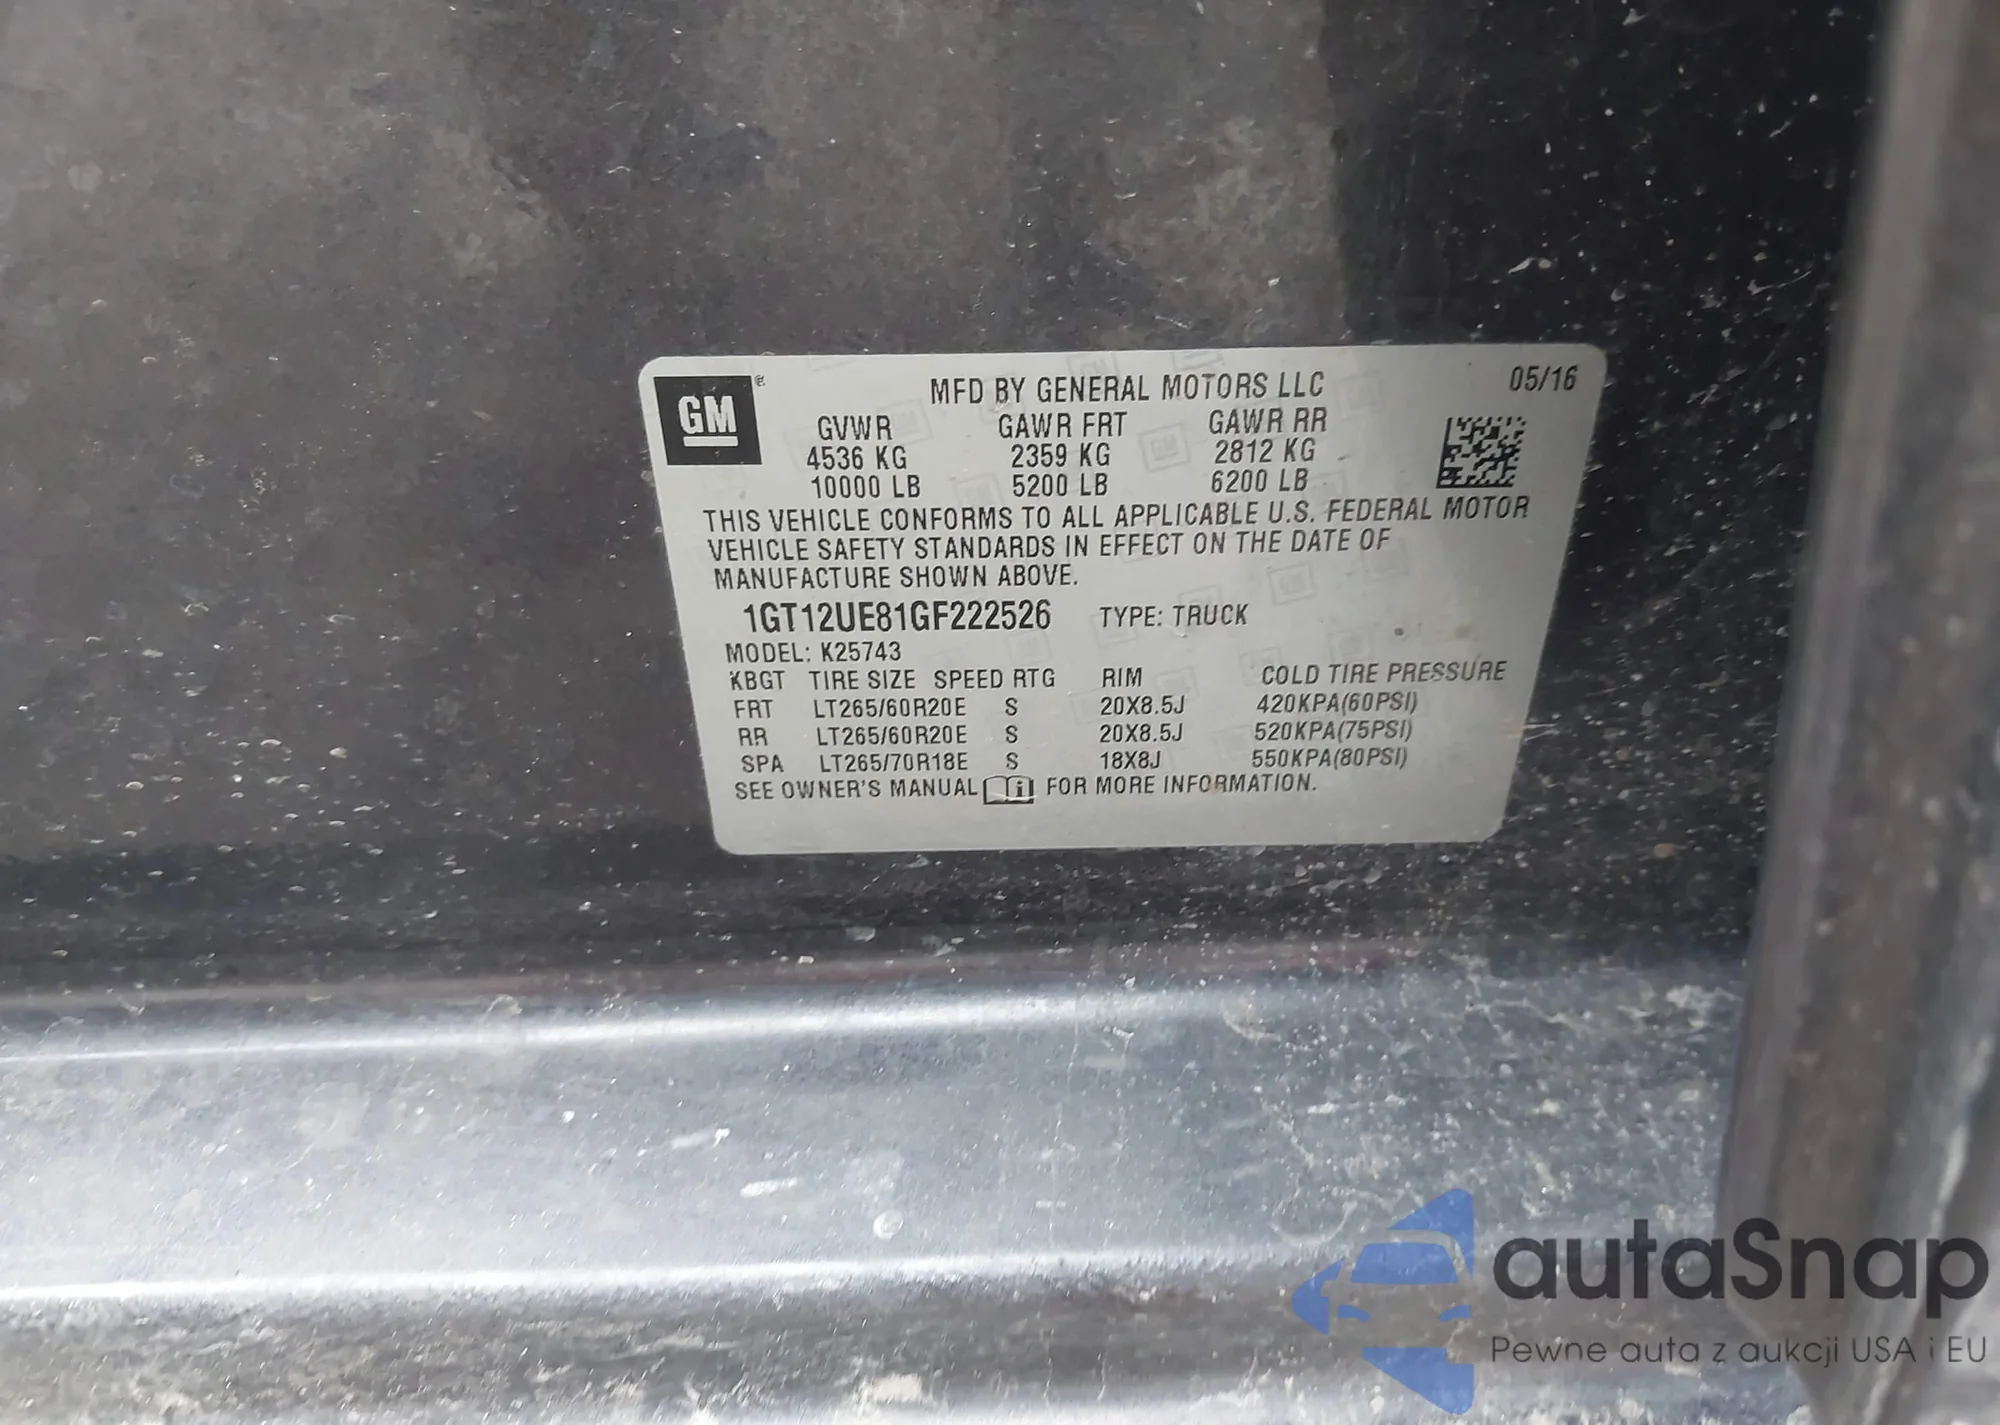 GM
MFD BY GENERAL MOTORS LLC 05/16
GVWR GAWR FRT GAWR RR
4536 KG 2359 KG 2812 KG
10000 LB 5200 LB 6200 LB
THIS VEHICLE CONFORMS TO ALL APPLICABLE U.S. FEDERAL MOTOR
VEHICLE SAFETY STANDARDS IN EFFECT ON THE DATE OF
MANUFACTURE SHOWN ABOVE.
1GT12UE81GF222526 TYPE: TRUCK
MODEL: K25743
KBGT TIRE SIZE SPEED RTG RIM COLD TIRE PRESSURE
FRT LT265/60R20E S 20X8.5J 420KPA(60PSI)
RR LT265/60R20E S 20X8.5J 520KPA(75PSI)
SPA LT265/70R18E S 18X8J 550KPA(80PSI)
SEE OWNER'S MANUAL FOR MORE INFORMATION.
autaSnap
Pewne auta z aukcji USA i EU